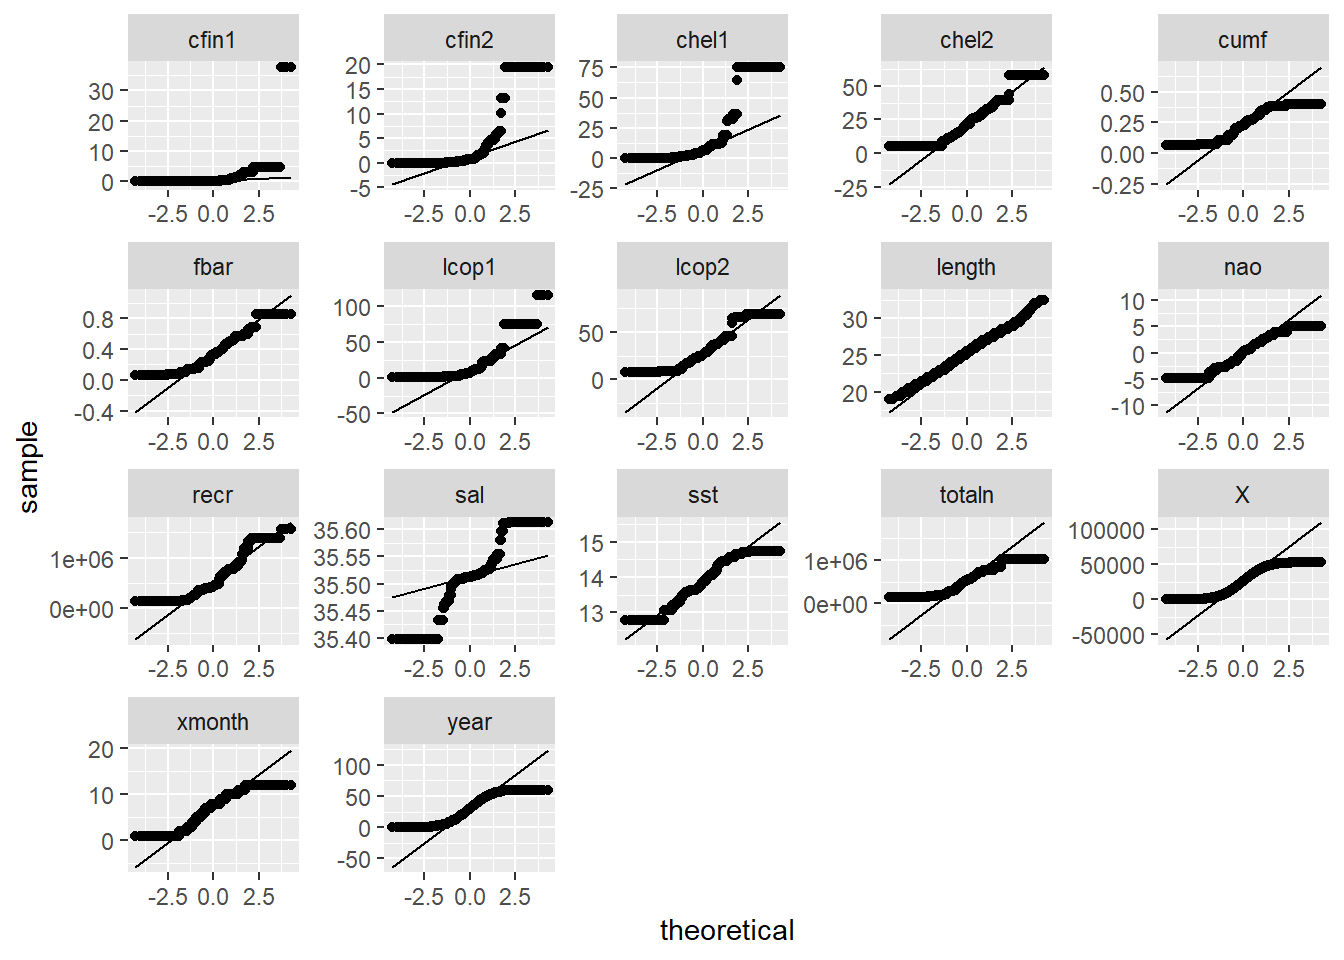 cfin1 cfin2 chel1 chel2 cumf
30 20 10 0
20 15 10 5 0 -5
75 50 25 0 -25
50 25 0 -25
0.50 0.25 0.00 -0.25
-2.5 0.0 2.5 -2.5 0.0 2.5 -2.5 0.0 2.5 -2.5 0.0 2.5 -2.5 0.0 2.5
fbar lcop1 lcop2 length nao
0.8 0.4 0.0 -0.4
100 50 0 -50
50 0
30 25 20
10 5 0 -5 -10
-2.5 0.0 2.5 -2.5 0.0 2.5 -2.5 0.0 2.5 -2.5 0.0 2.5 -2.5 0.0 2.5
sample
recr sal sst totaln X
1e+06 0e+00
35.60 35.55 35.50 35.45 35.40
15 14 13
1e+06 0e+00
100000 50000 0 -50000
-2.5 0.0 2.5 -2.5 0.0 2.5 -2.5 0.0 2.5 -2.5 0.0 2.5 -2.5 0.0 2.5
xmonth year
20 10 0
100 50 0 -50
-2.5 0.0 2.5 -2.5 0.0 2.5
theoretical